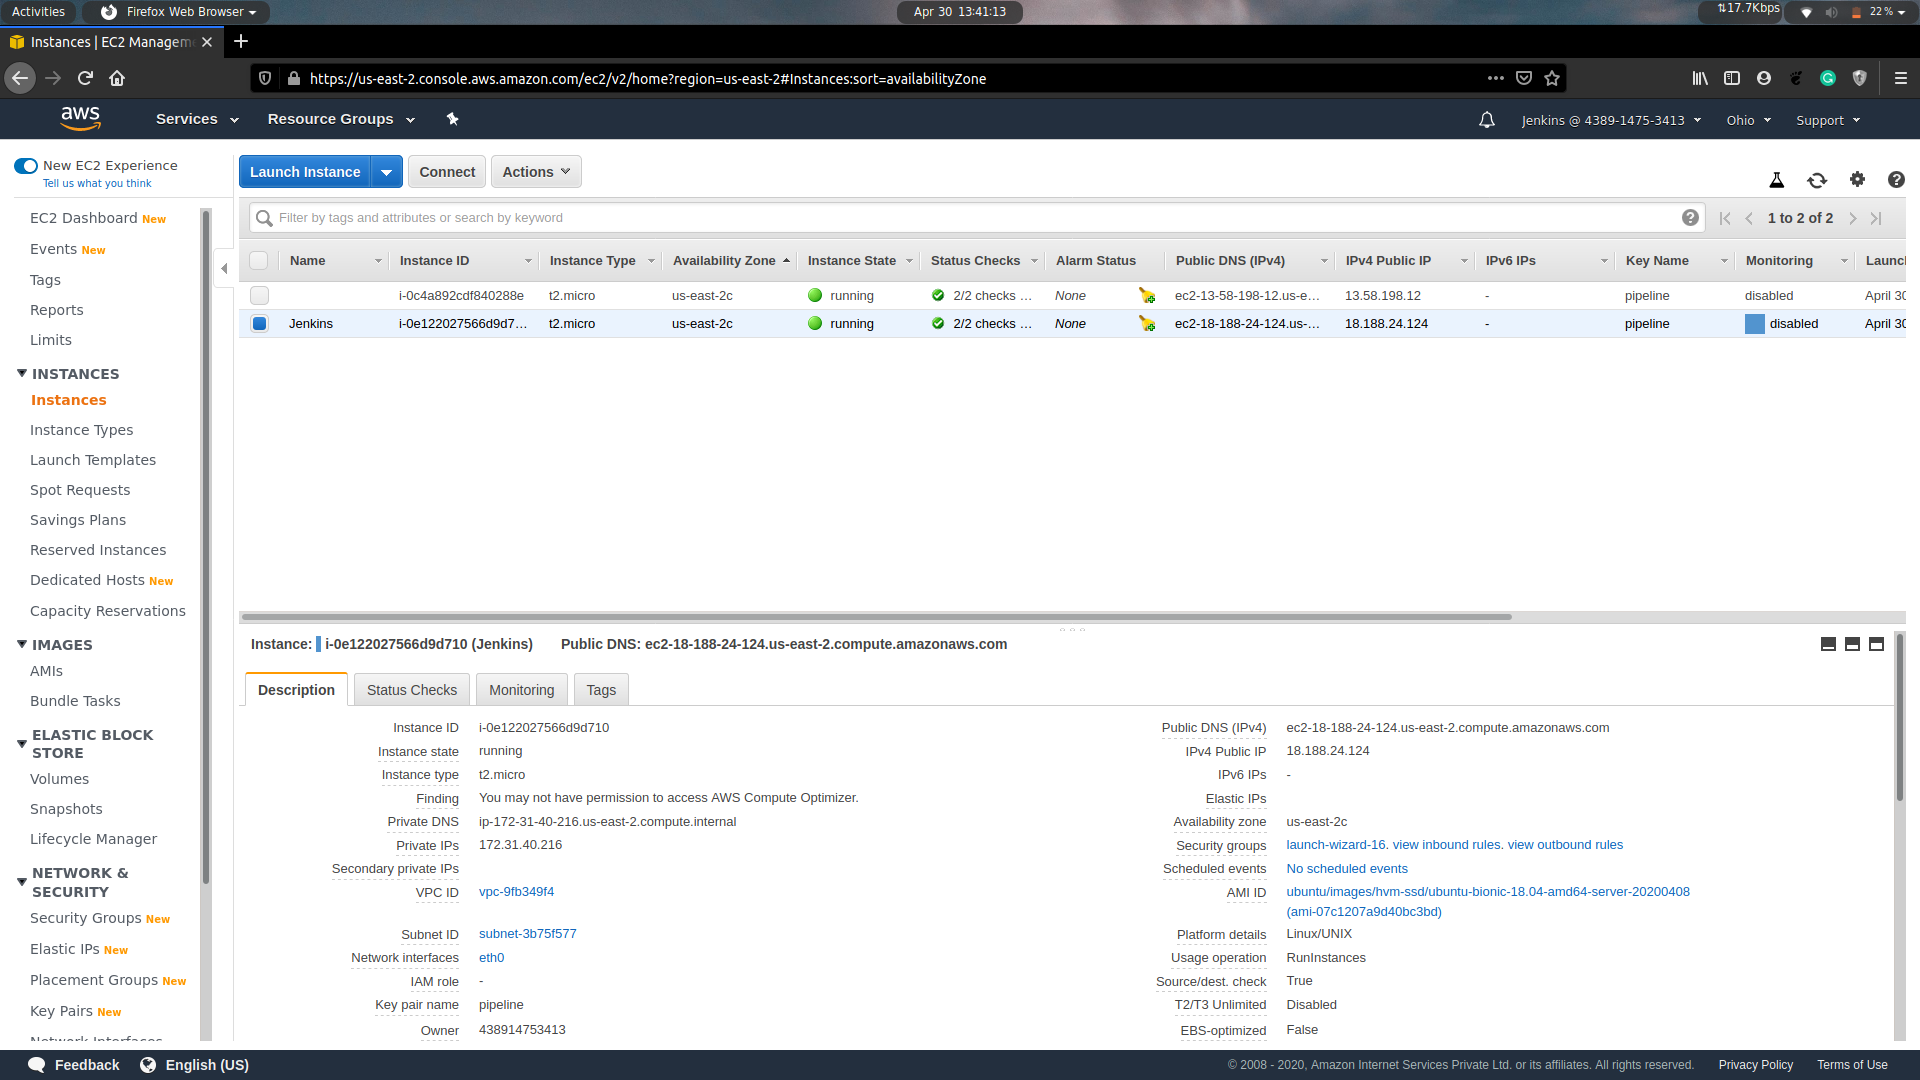 Activities Firefox Web Browser Apr 30 13:41:13 17.7Kbps 22 %
Instances | EC2 Managem
https://us-east-2.console.aws.amazon.com/ec2/v2/home?region=us-east-2#Instances:sort=availabilityZone
aws Services Resource Groups Jenkins @ 4389-1475-3413 Ohio Support
New EC2 Experience
Tell us what you think
EC2 Dashboard New
Events New
Tags
Reports
Limits
INSTANCES
Instances
Instance Types
Launch Templates
Spot Requests
Savings Plans
Reserved Instances
Dedicated Hosts New
Capacity Reservations
IMAGES
AMIs
Bundle Tasks
ELASTIC BLOCK
STORE
Volumes
Snapshots
Lifecycle Manager
NETWORK &
SECURITY
Security Groups New
Elastic IPs New
Placement Groups New
Key Pairs New
Network Interfaces
Launch Instance Connect Actions
Filter by tags and attributes or search by keyword 1 to 2 of 2
Name Instance ID Instance Type Availability Zone Instance State Status Checks Alarm Status Public DNS (IPv4) IPv4 Public IP IPv6 IPs Key Name Monitoring Launc
i-0c4a892cdf840288e t2.micro us-east-2c running 2/2 checks … None ec2-13-58-198-12.us-e… 13.58.198.12 - pipeline disabled April 30
Jenkins i-0e122027566d9d7… t2.micro us-east-2c running 2/2 checks … None ec2-18-188-24-124.us-… 18.188.24.124 - pipeline disabled April 30
Instance: i-0e122027566d9d710 (Jenkins) Public DNS: ec2-18-188-24-124.us-east-2.compute.amazonaws.com
Description Status Checks Monitoring Tags
Instance ID i-0e122027566d9d710
Instance state running
Instance type t2.micro
Finding You may not have permission to access AWS Compute Optimizer.
Private DNS ip-172-31-40-216.us-east-2.compute.internal
Private IPs 172.31.40.216
Secondary private IPs
VPC ID vpc-9fb349f4
Subnet ID subnet-3b75f577
Network interfaces eth0
IAM role -
Key pair name pipeline
Owner 438914753413
Public DNS (IPv4) ec2-18-188-24-124.us-east-2.compute.amazonaws.com
IPv4 Public IP 18.188.24.124
IPv6 IPs -
Elastic IPs
Availability zone us-east-2c
Security groups launch-wizard-16. view inbound rules. view outbound rules
Scheduled events No scheduled events
AMI ID ubuntu/images/hvm-ssd/ubuntu-bionic-18.04-amd64-server-20200408
(ami-07c1207a9d40bc3bd)
Platform details Linux/UNIX
Usage operation RunInstances
Source/dest. check True
T2/T3 Unlimited Disabled
EBS-optimized False
Feedback English (US) © 2008 - 2020, Amazon Internet Services Private Ltd. or its affiliates. All rights reserved. Privacy Policy Terms of Use